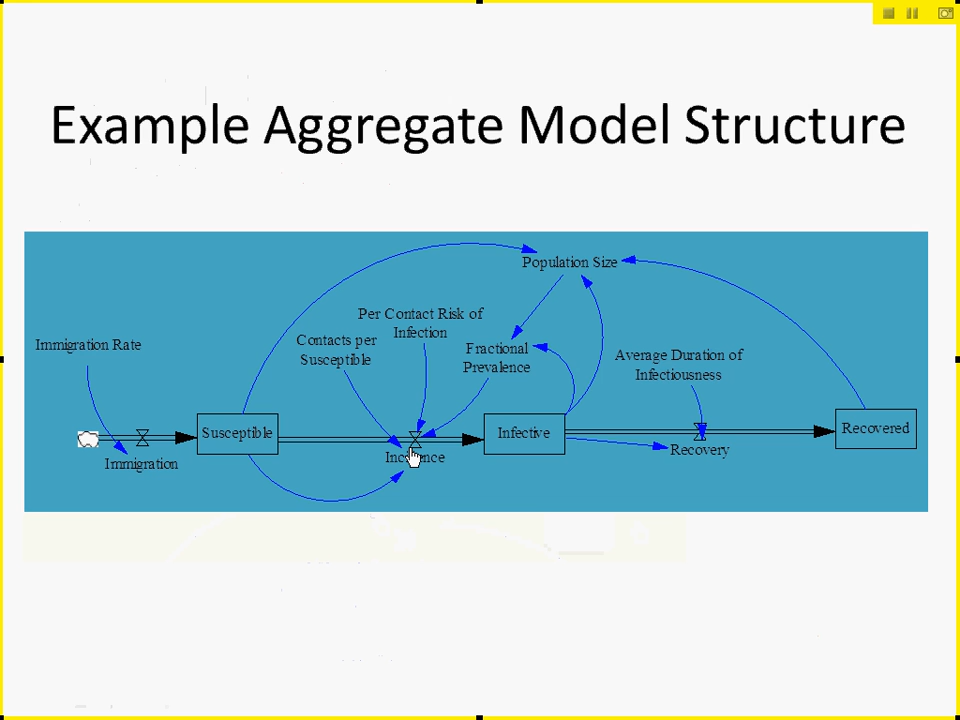 Example Aggregate Model Structure
Population Size
Per Contact Risk of
Infection
Contacts per
Susceptible
Fractional
Prevalence
Immigration Rate
Average Duration of
Infectiousness
Susceptible
Infective
Recovered
Immigration
Recovery